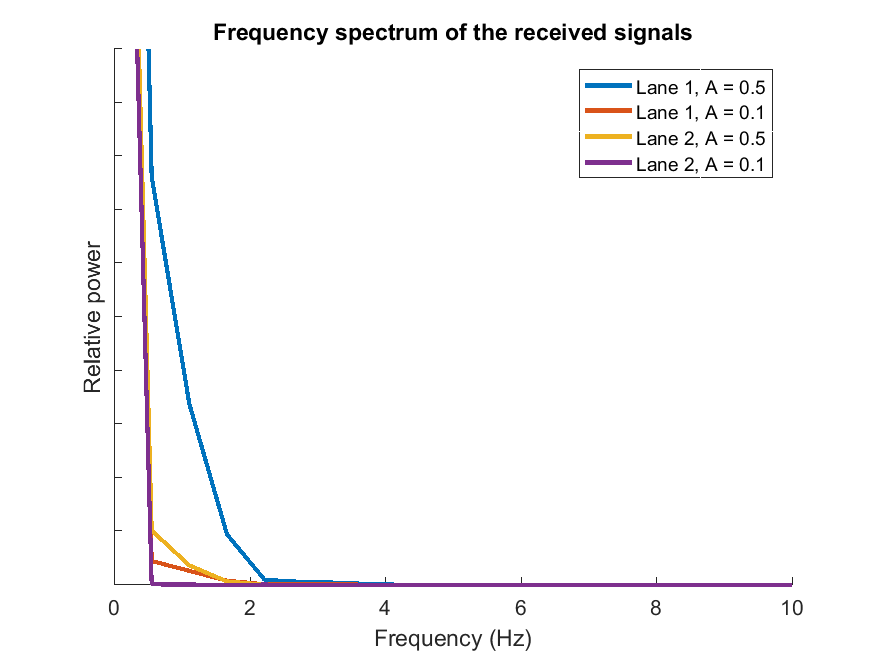 Frequency spectrum of the received signals
Lane 1, A = 0.5
Lane 1, A = 0.1
Lane 2, A = 0.5
Lane 2, A = 0.1
Relative power
0 2 4 6 8 10
Frequency (Hz)